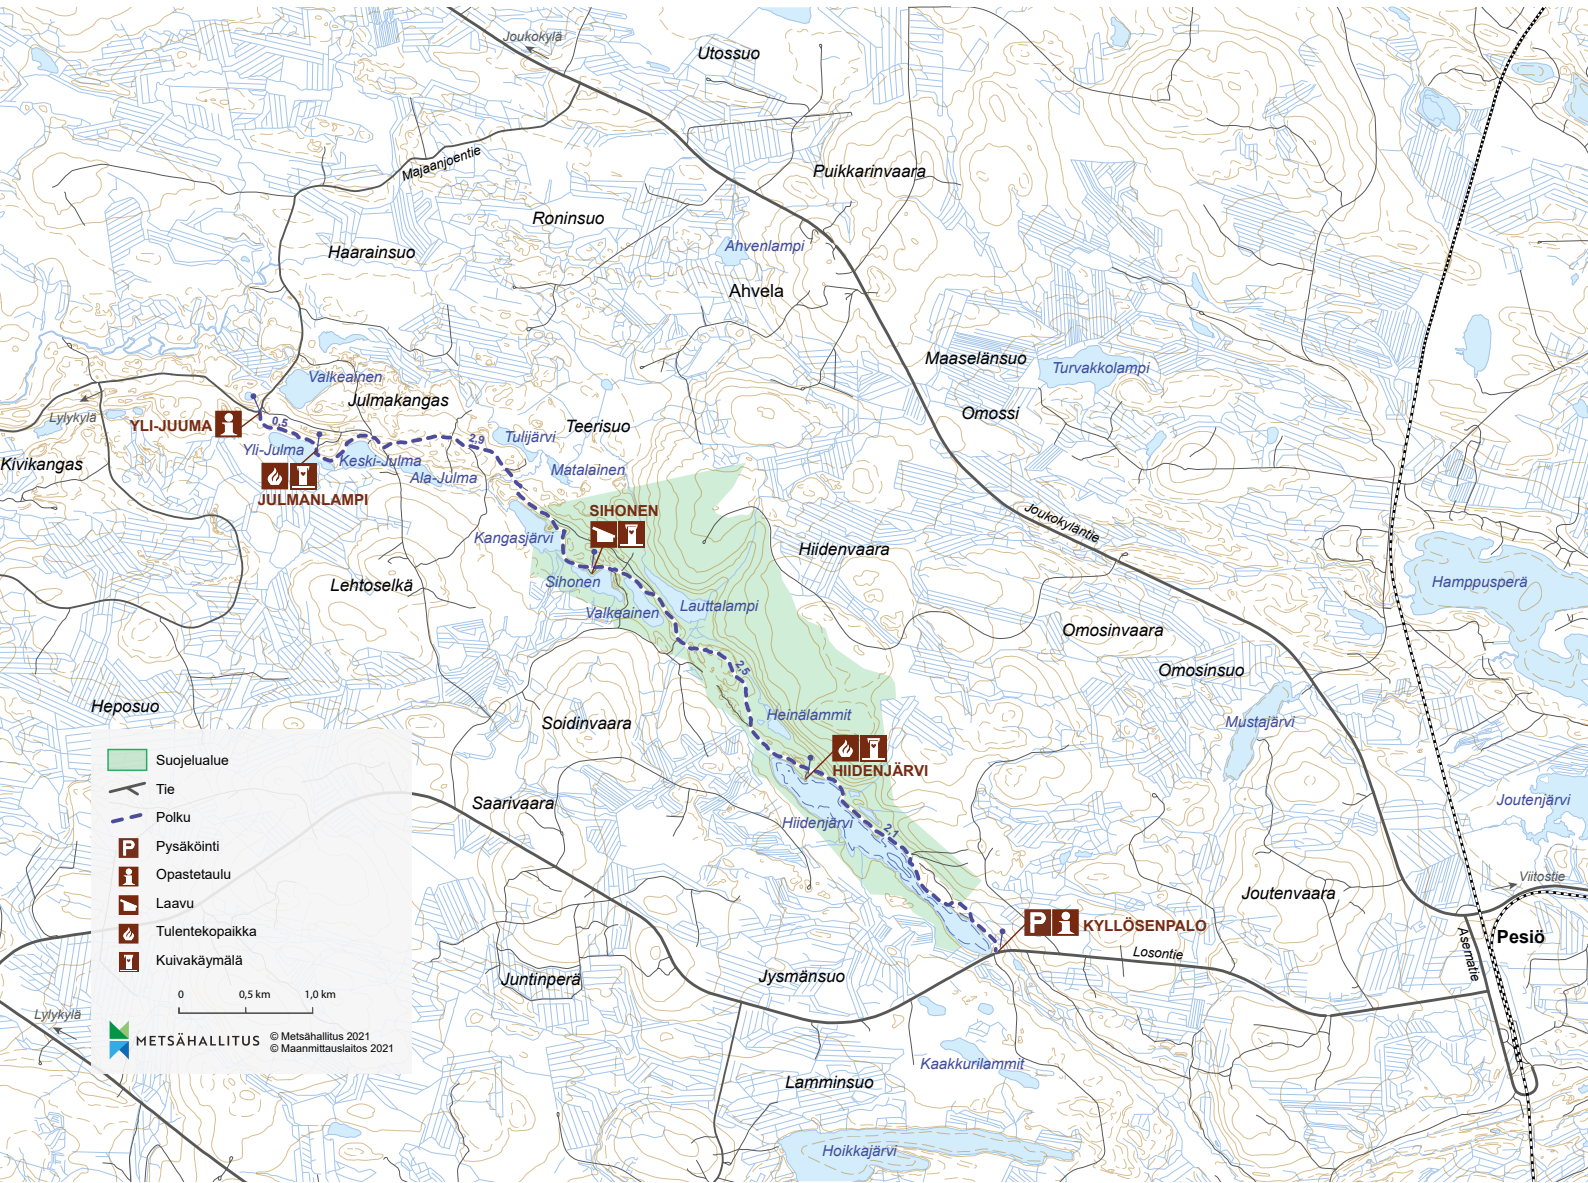 Joukokylä
Utossuo
Majaanjoentie
Puikkarinvaara
Roninsuo
Haarainsuo
Ahvenlampi
Ahvela
Maaselänsuo
Turvakkolampi
Valkeainen
Julmakangas
Lylykylä
Omossi
YLI-JUUMA
0,5
Teerisuo
2,9
Tulijärvi
Yli-Julma
Keski-Julma
Kivikangas
Matalainen
Ala-Julma
JULMANLAMPI
SIHONEN
Joukokyläntie
Kangasjärvi
Hiidenvaara
Sihonen
Hamppusperä
Lehtoselkä
Valkeainen
Lauttalampi
Omosinvaara
2,5
Omosinsuo
Heposuo
Heinälammit
Soidinvaara
Mustajärvi
HIIDENJÄRVI
Saarivaara
Joutenjärvi
Hiidenjärvi
2,1
Viitostie
Joutenvaara
P
KYLLÖSENPALO
Pesiö
Asematie
Losontie
Juntinperä
Jysmänsuo
Kaakkurilammit
Lamminsuo
Hoikkajärvi
Lylykylä
Suojelualue
Tie
Polku
P Pysäköinti
Opastetaulu
Laavu
Tulentekopaikka
Kuivakäymälä
0 0,5 km 1,0 km
METSÄHALLITUS
© Metsähallitus 2021
© Maanmittauslaitos 2021